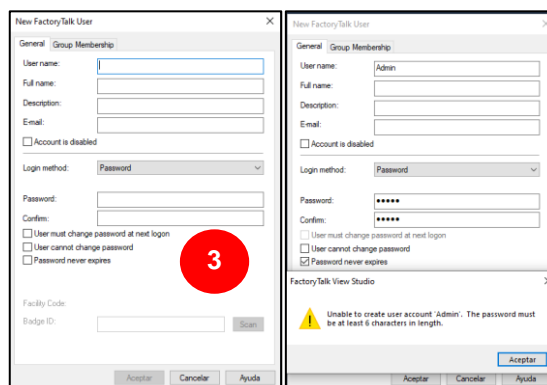 New FactoryTalk User
General Group Membership
User name:
Full name:
Description:
E-mail:
Account is disabled
Login method: Password
Password:
Confirm:
User must change password at next logon
User cannot change password
Password never expires
3
Facility Code:
Badge ID: Scan
Aceptar Cancelar Ayuda
New FactoryTalk User
General Group Membership
User name: Admin
Full name:
Description:
E-mail:
Account is disabled
Login method: Password
Password: •••••
Confirm: •••••
User must change password at next logon
User cannot change password
Password never expires
FactoryTalk View Studio
Unable to create user account 'Admin'. The password must
be at least 6 characters in length.
Aceptar
Aceptar Cancelar Ayuda